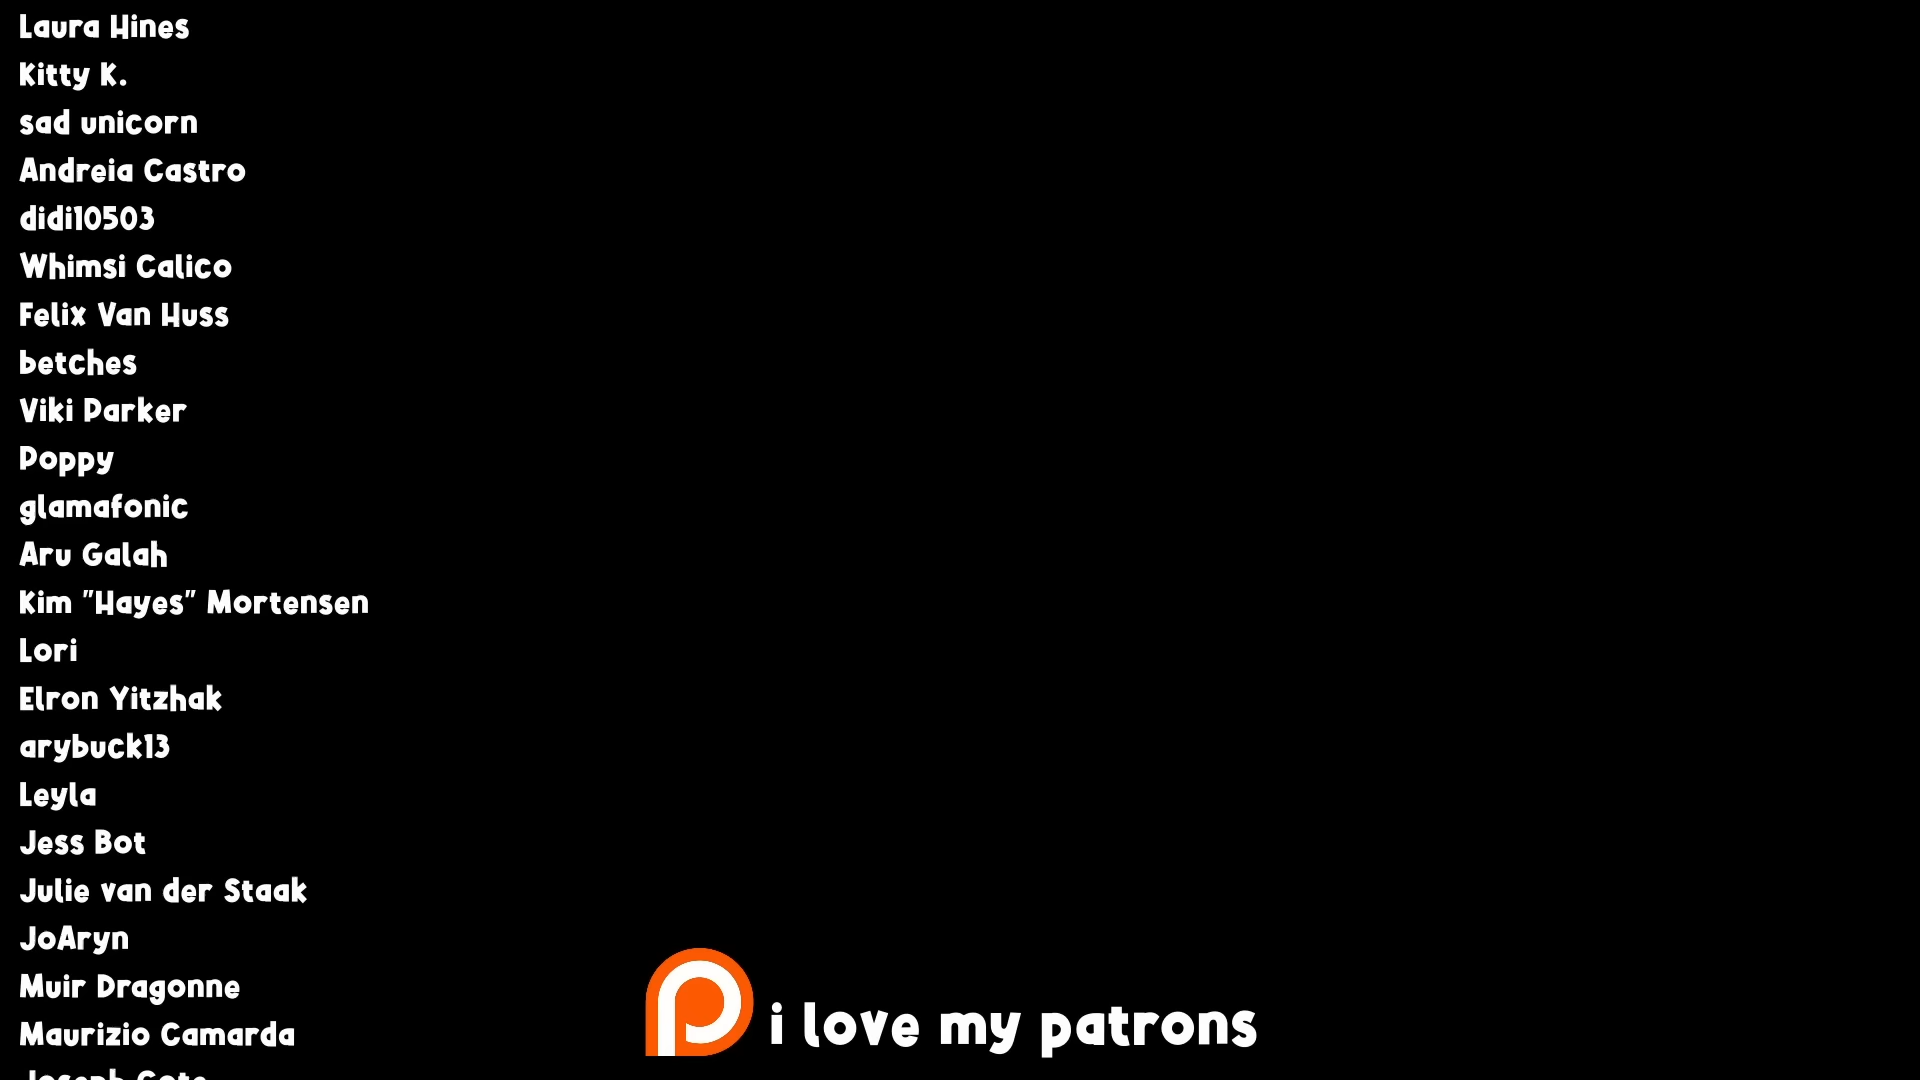 Laura Hines
Kitty K.
sad unicorn
Andreia Castro
didi10503
Whimsi Calico
Felix Van Huss
betches
Viki Parker
Poppy
glamafonic
Aru Galah
Kim "Hayes" Mortensen
Lori
Elron Yitzhak
arybuck13
Leyla
Jess Bot
Julie van der Staak
JoAryn
Muir Dragonne
Maurizio Camarda
i love my patrons